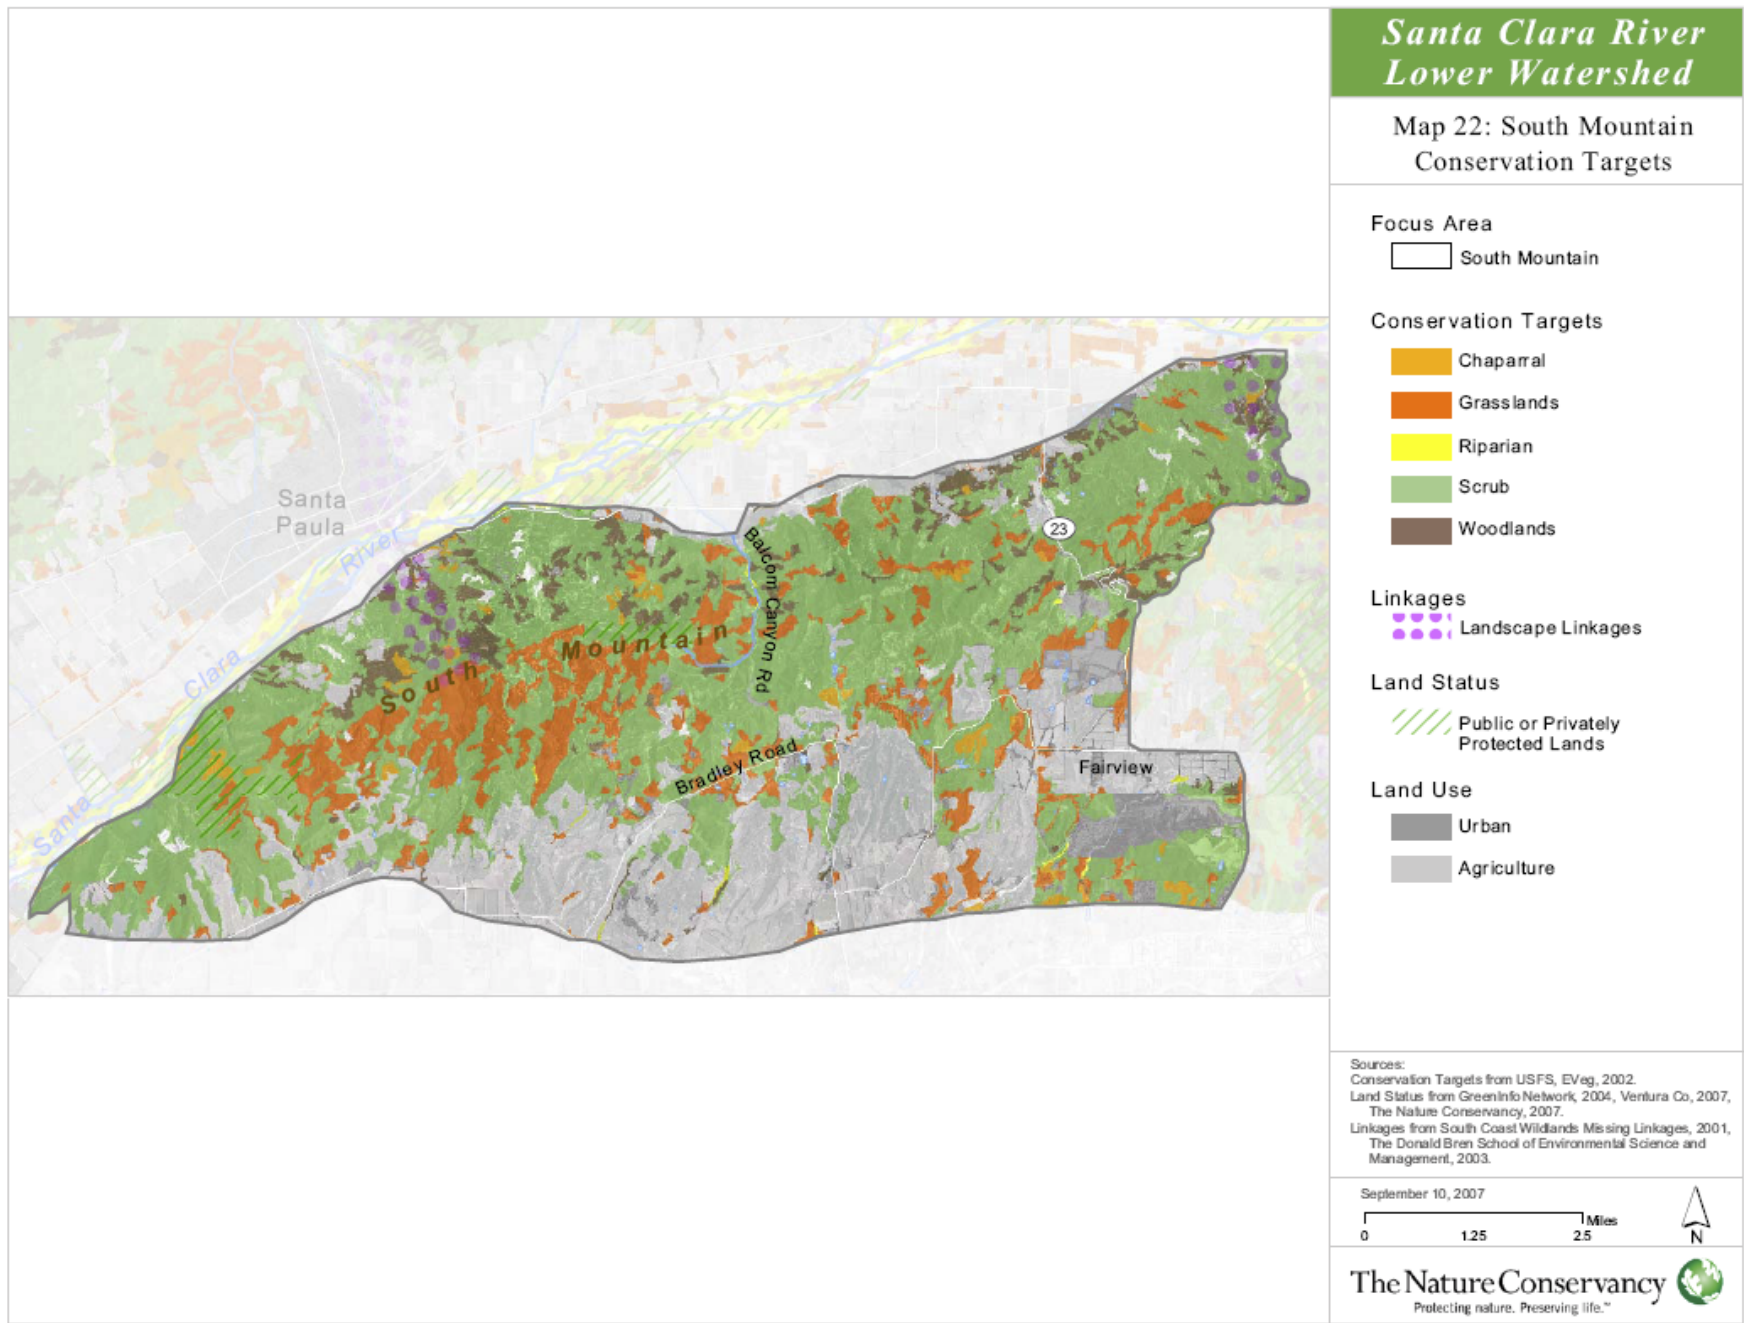 Santa Clara River
Lower Watershed
Map 22: South Mountain
Conservation Targets
Focus Area
South Mountain
Conservation Targets
Chaparral
Grasslands
Riparian
Scrub
Woodlands
Linkages
Landscape Linkages
Land Status
Public or Privately
Protected Lands
Land Use
Urban
Agriculture
Santa
Paula
Santa Clara River
South Mountain
Balcom Canyon Rd
23
Bradley Road
Fairview
Sources:
Conservation Targets from USFS, EVeg, 2002.
Land Status from GreenInfo Network, 2004, Ventura Co, 2007,
The Nature Conservancy, 2007.
Linkages from South Coast Wildlands Missing Linkages, 2001,
The Donald Bren School of Environmental Science and
Management, 2003.
September 10, 2007
Miles
0 1.25 2.5
N
The Nature Conservancy
Protecting nature. Preserving life.™